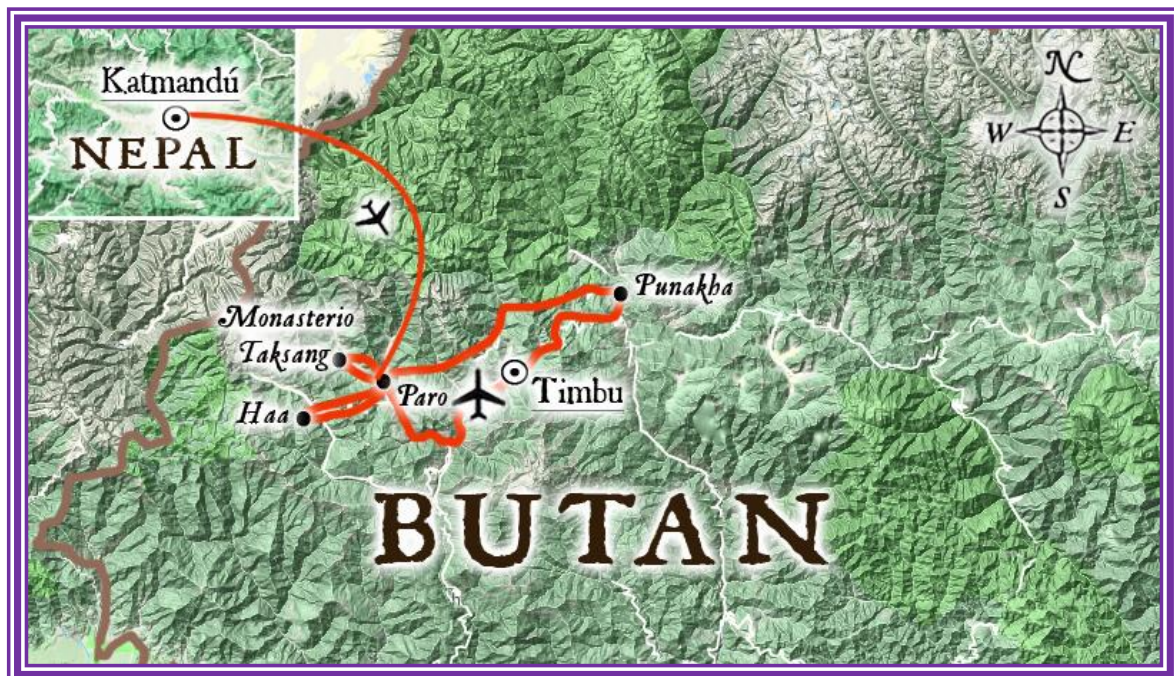 Katmandú
NEPAL
N
W E
S
Punakha
Monasterio
Taksang
Paro
Timbu
Haa
BUTAN